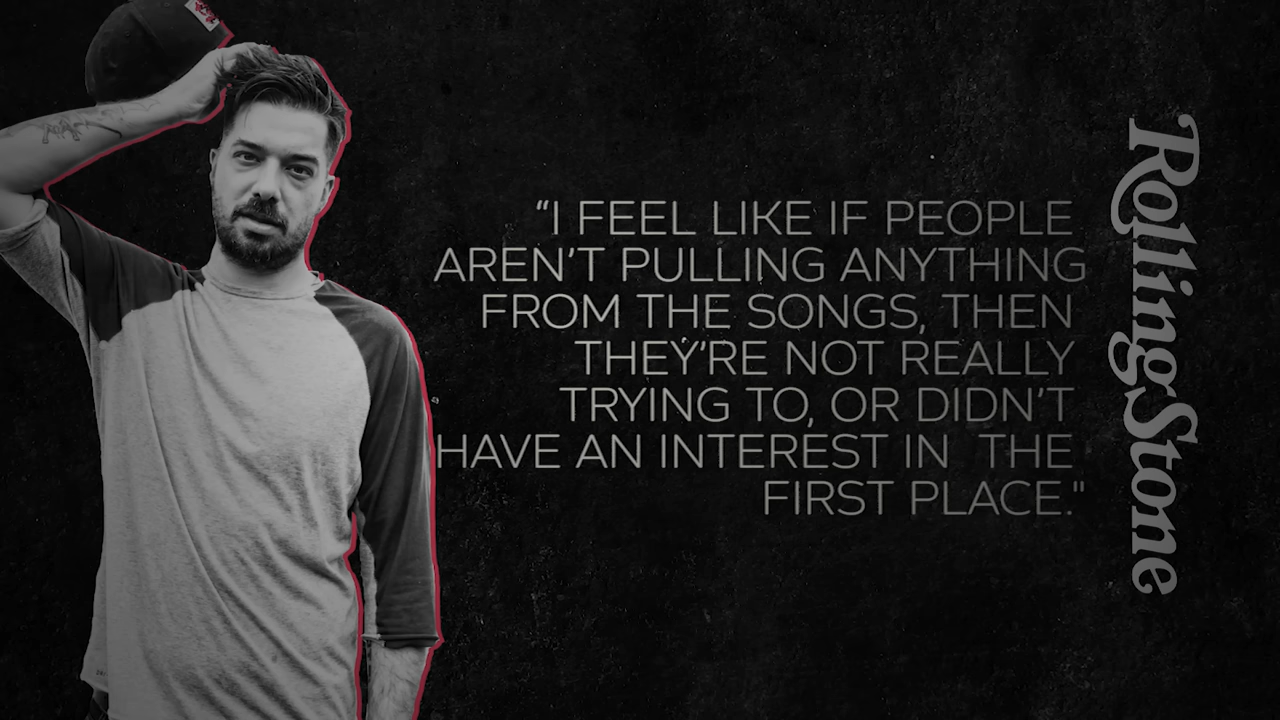 “I FEEL LIKE IF PEOPLE
AREN’T PULLING ANYTHING
FROM THE SONGS, THEN
THEY’RE NOT REALLY
TRYING TO, OR DIDN’T
HAVE AN INTEREST IN  THE
FIRST PLACE."
RollingStone